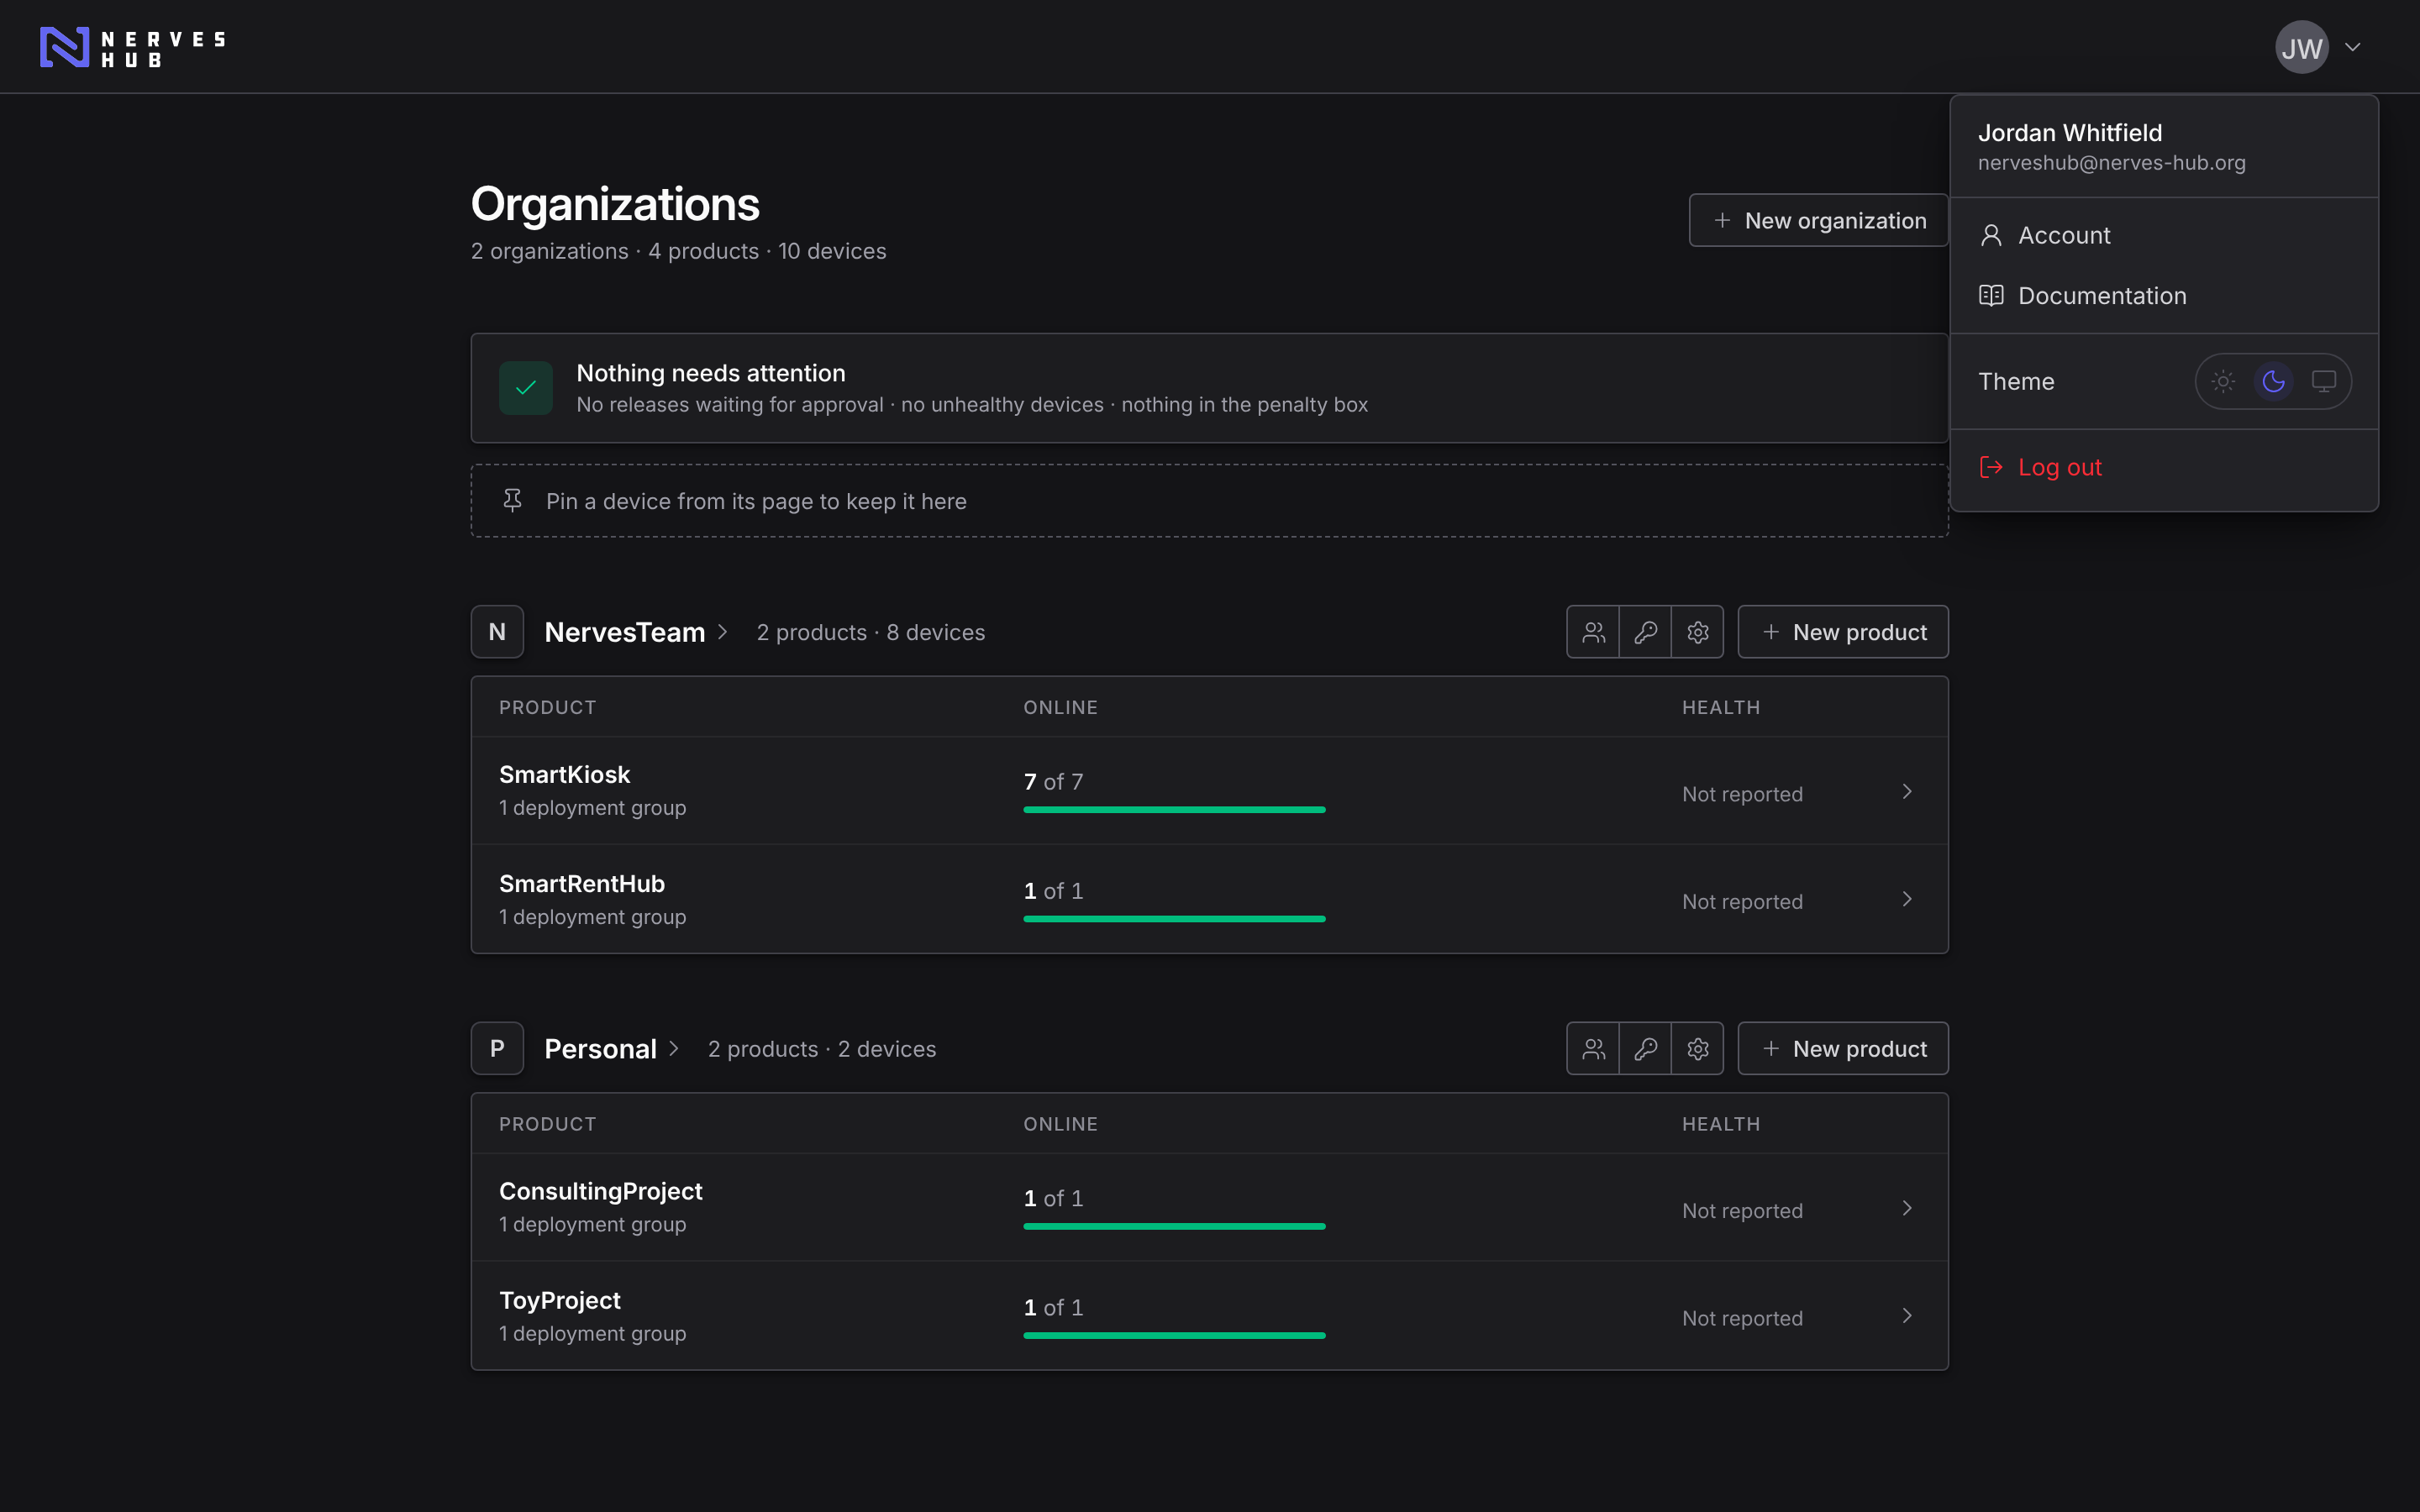 NERVES
HUB
JW
Jordan Whitfield
nerveshub@nerves-hub.org
Account
Documentation
Theme
Log out
Organizations
2 organizations · 4 products · 10 devices
New organization
Nothing needs attention
No releases waiting for approval · no unhealthy devices · nothing in the penalty box
Pin a device from its page to keep it here
N NervesTeam 2 products · 8 devices New product
PRODUCT ONLINE HEALTH
SmartKiosk
1 deployment group
7 of 7
Not reported
SmartRentHub
1 deployment group
1 of 1
Not reported
P Personal 2 products · 2 devices New product
PRODUCT ONLINE HEALTH
ConsultingProject
1 deployment group
1 of 1
Not reported
ToyProject
1 deployment group
1 of 1
Not reported